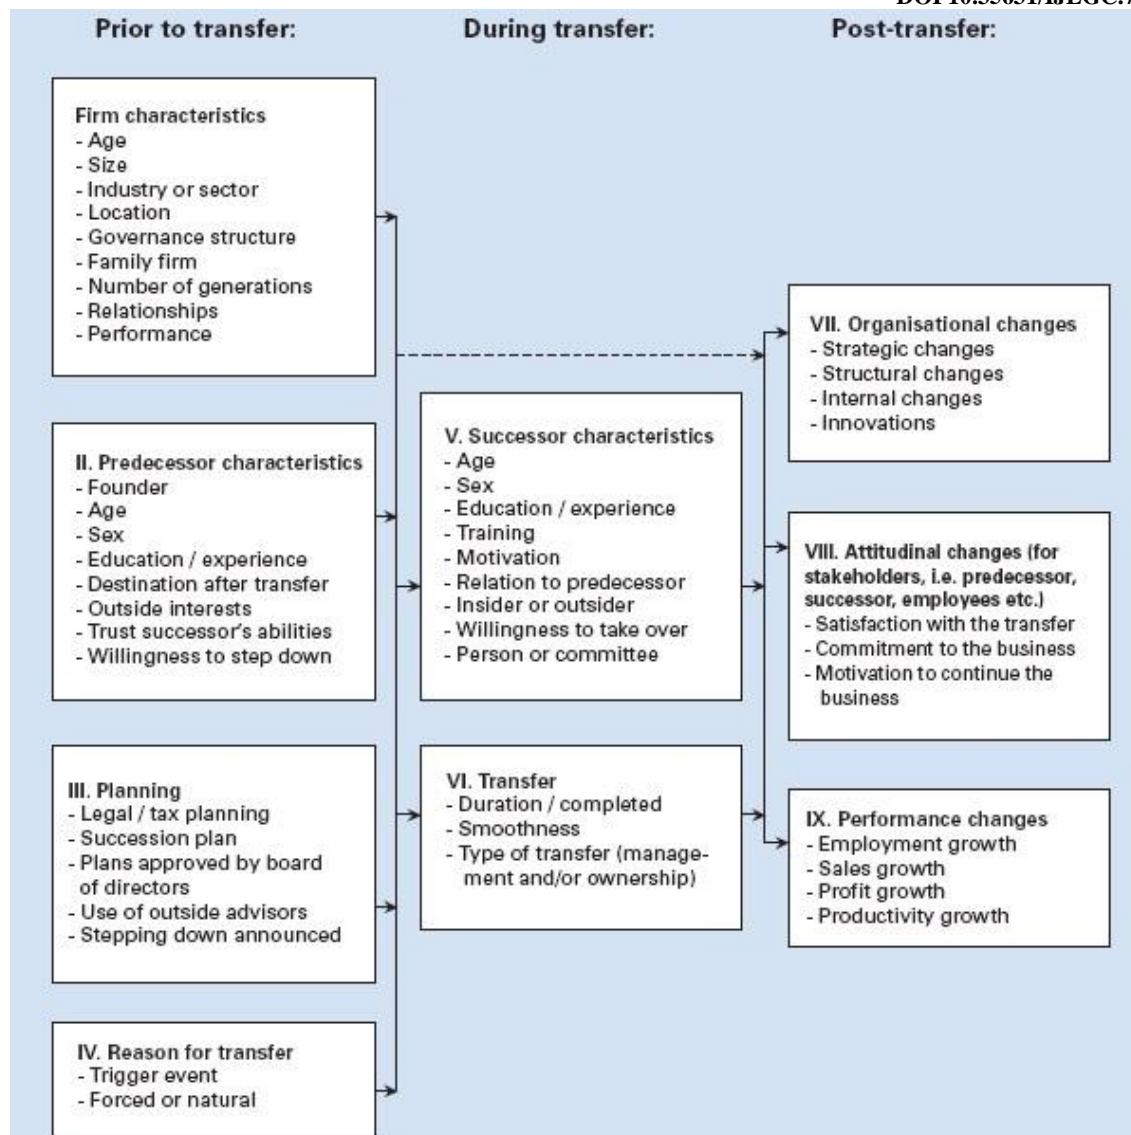 Prior to transfer:
During transfer:
Post-transfer:
Firm characteristics
- Age
- Size
- Industry or sector
- Location
- Governance structure
- Family firm
- Number of generations
- Relationships
- Performance
II. Predecessor characteristics
- Founder
- Age
- Sex
- Education / experience
- Destination after transfer
- Outside interests
- Trust successor's abilities
- Willingness to step down
III. Planning
- Legal / tax planning
- Succession plan
- Plans approved by board
of directors
- Use of outside advisors
- Stepping down announced
IV. Reason for transfer
- Trigger event
- Forced or natural
V. Successor characteristics
- Age
- Sex
- Education / experience
- Training
- Motivation
- Relation to predecessor
- Insider or outsider
- Willingness to take over
- Person or committee
VI. Transfer
- Duration / completed
- Smoothness
- Type of transfer (manage-
ment and/or ownership)
VII. Organisational changes
- Strategic changes
- Structural changes
- Internal changes
- Innovations
VIII. Attitudinal changes (for
stakeholders, i.e. predecessor,
successor, employees etc.)
- Satisfaction with the transfer
- Commitment to the business
- Motivation to continue the
business
IX. Performance changes
- Employment growth
- Sales growth
- Profit growth
- Productivity growth